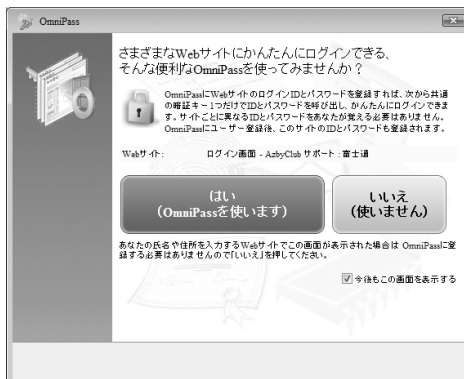 OmniPass
さまざまなWebサイトにかんたんにログインできる、
そんな便利なOmniPassを使ってみませんか？
OmniPassにWebサイトのログインIDとパスワードを登録すれば、次から共通
の暗証キー1つだけでIDとパスワードを呼び出し、かんたんにログインできま
す。サイトごとに異なるIDとパスワードをあなたが覚える必要はありません。
OmniPassにユーザー登録後、このサイトのIDとパスワードも登録されます。
Webサイト: ログイン画面 - AzbyClub サポート : 富士通
はい
(OmniPassを使います)
いいえ
(使いません)
あなたの氏名や住所を入力するWebサイトでこの画面が表示された場合は OmniPassに登
録する必要はありませんので「いいえ」を押してください。
今後もこの画面を表示する